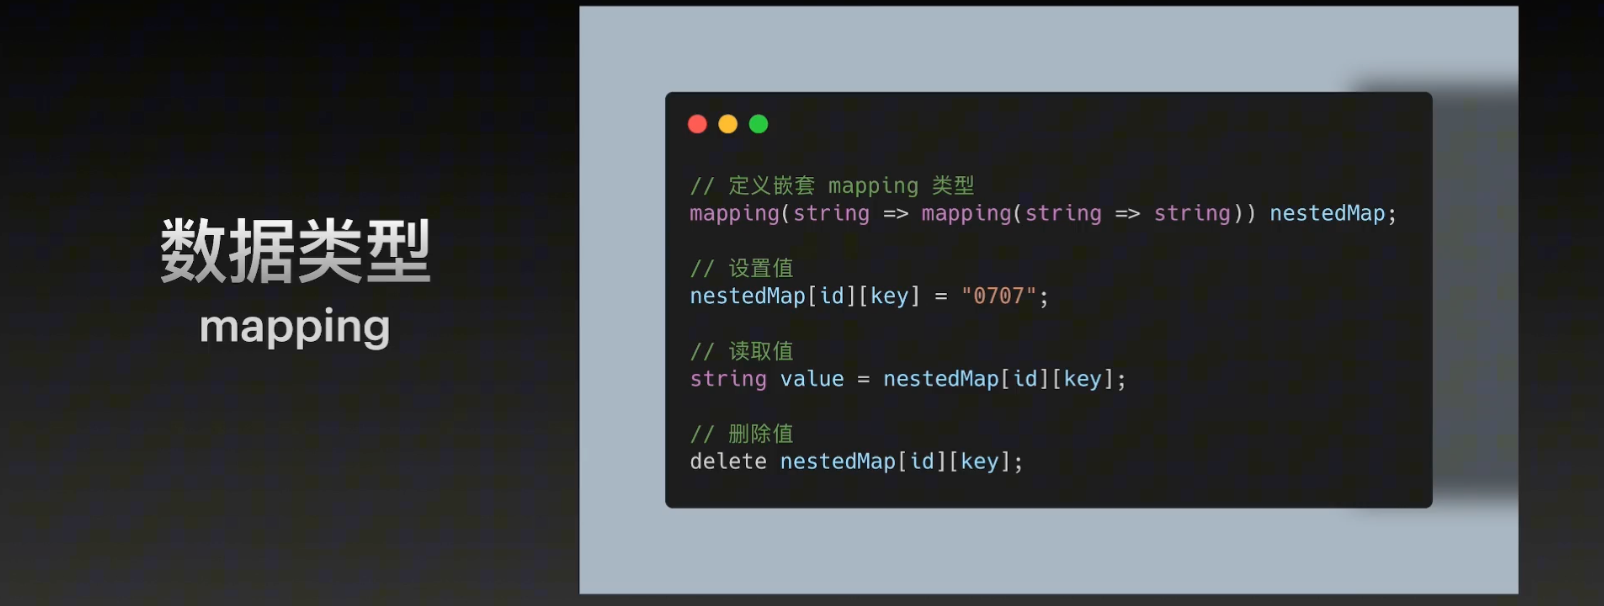 数据类型
mapping
// 定义嵌套 mapping 类型
mapping(string => mapping(string => string)) nestedMap;
// 设置值
nestedMap[id][key] = "0707";
// 读取值
string value = nestedMap[id][key];
// 删除值
delete nestedMap[id][key];